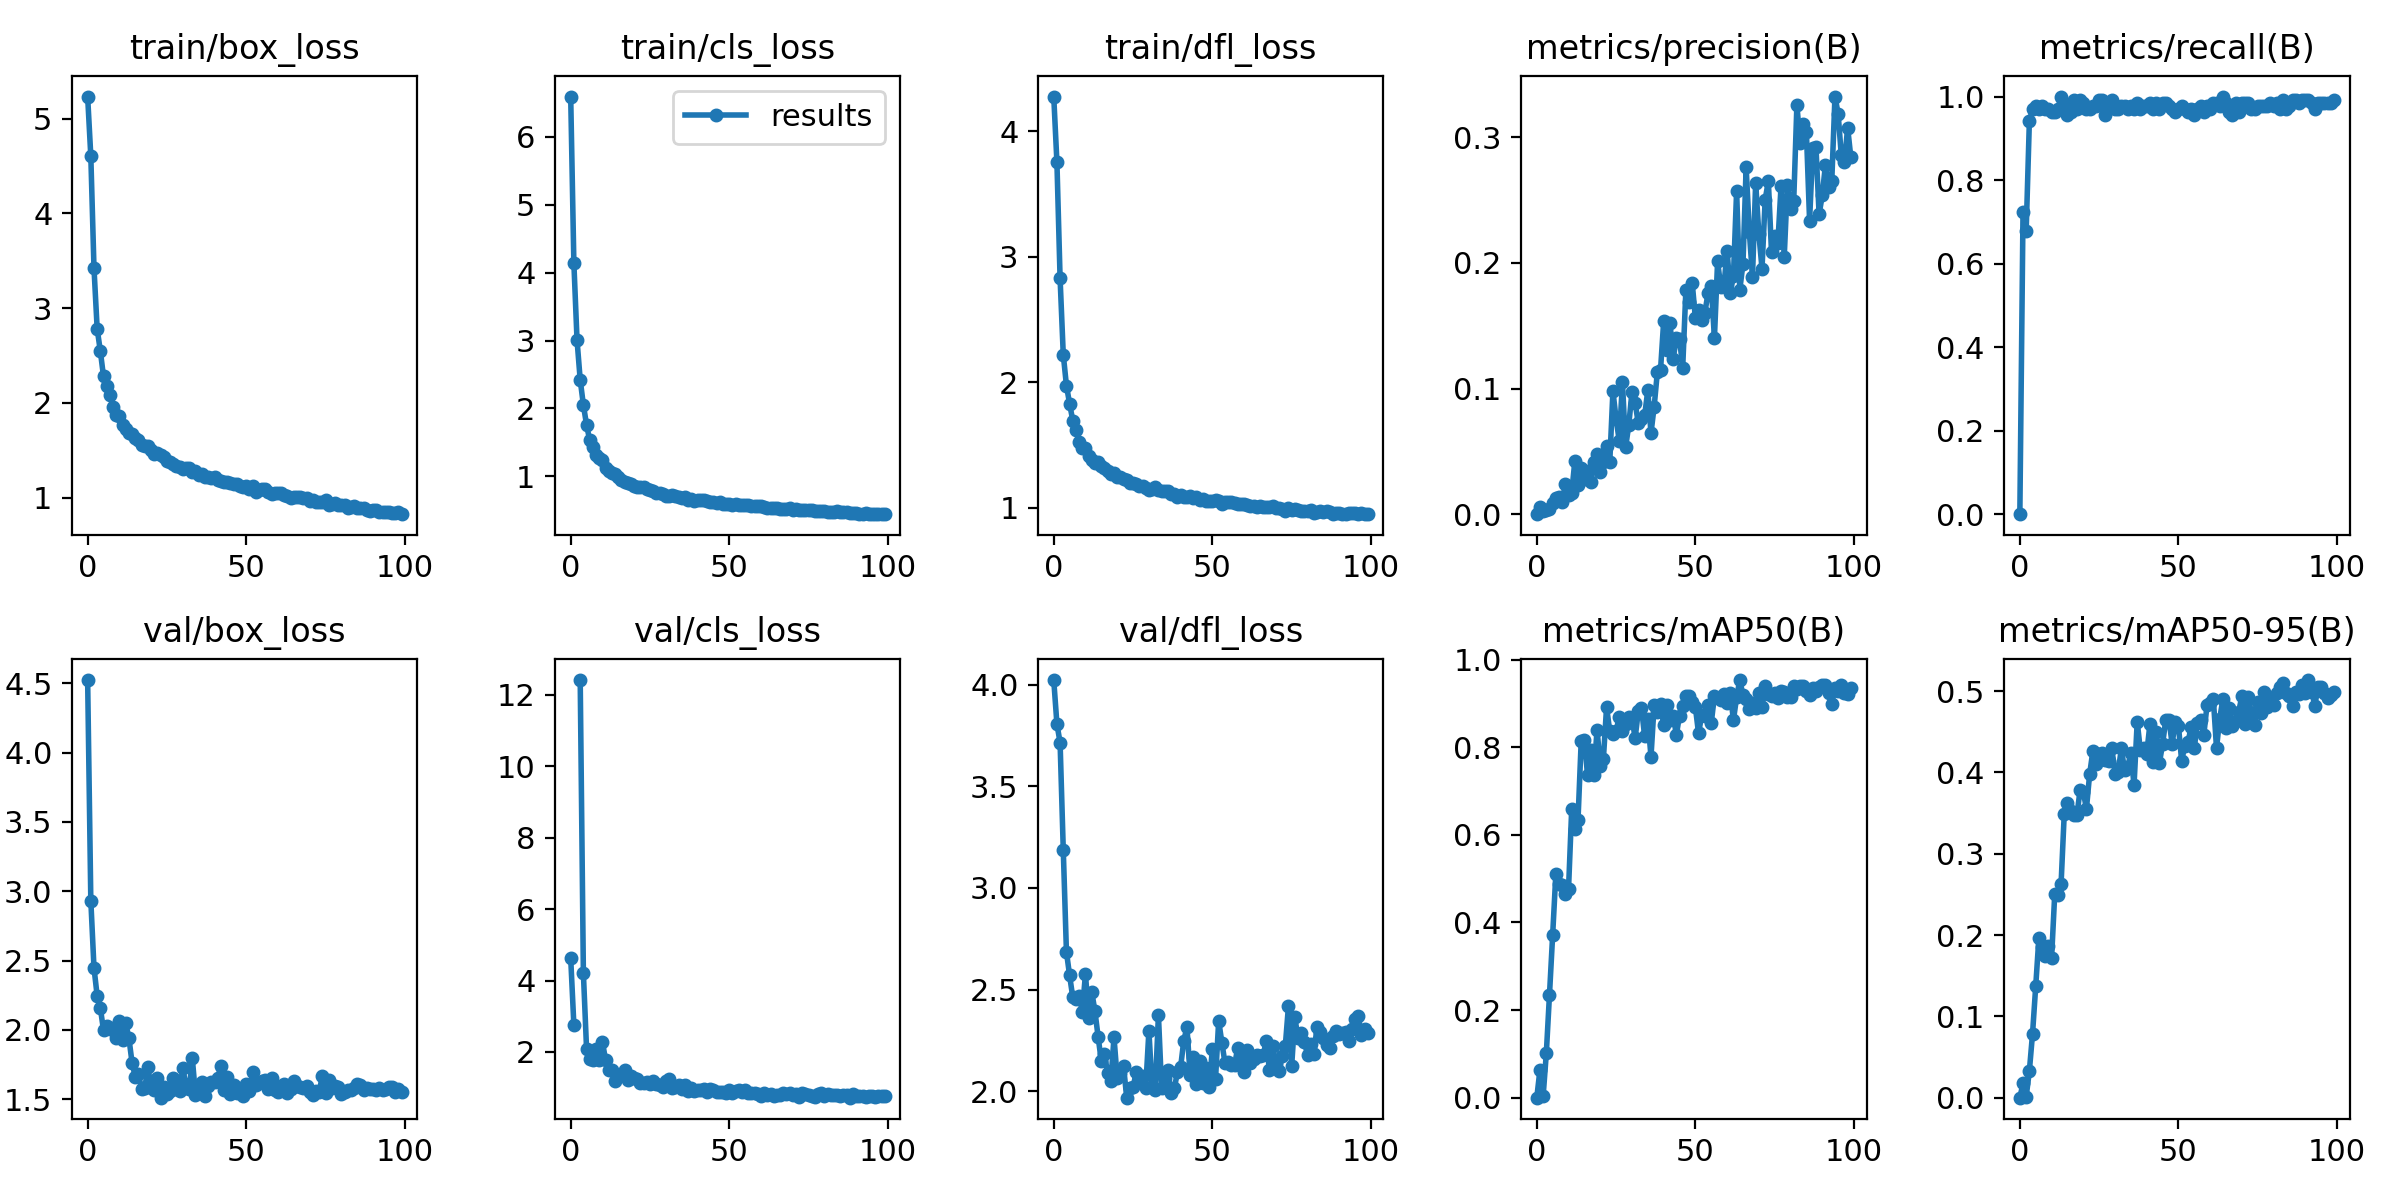 train/box_loss
5
4
3
2
1
0 50 100
train/cls_loss
results
6
5
4
3
2
1
0 50 100
train/dfl_loss
4
3
2
1
0 50 100
metrics/precision(B)
0.3
0.2
0.1
0.0
0 50 100
metrics/recall(B)
1.0
0.8
0.6
0.4
0.2
0.0
0 50 100
val/box_loss
4.5
4.0
3.5
3.0
2.5
2.0
1.5
0 50 100
val/cls_loss
12
10
8
6
4
2
0 50 100
val/dfl_loss
4.0
3.5
3.0
2.5
2.0
0 50 100
metrics/mAP50(B)
1.0
0.8
0.6
0.4
0.2
0.0
0 50 100
metrics/mAP50-95(B)
0.5
0.4
0.3
0.2
0.1
0.0
0 50 100